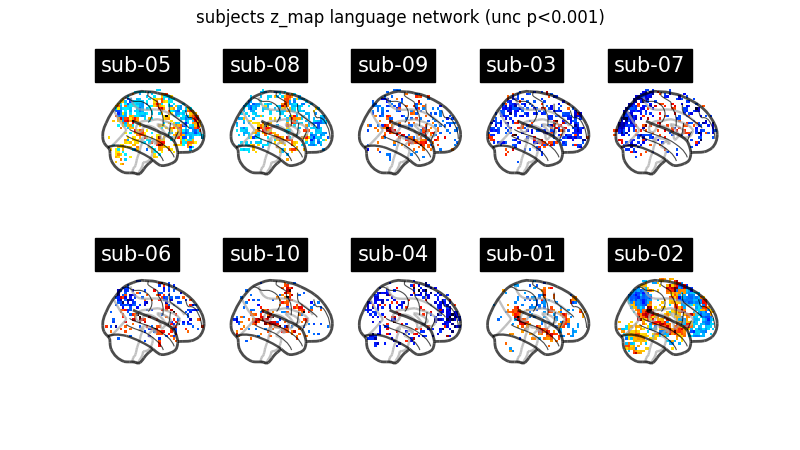 subjects z_map language network (unc p<0.001)
sub-05
sub-08
sub-09
sub-03
sub-07
sub-06
sub-10
sub-04
sub-01
sub-02